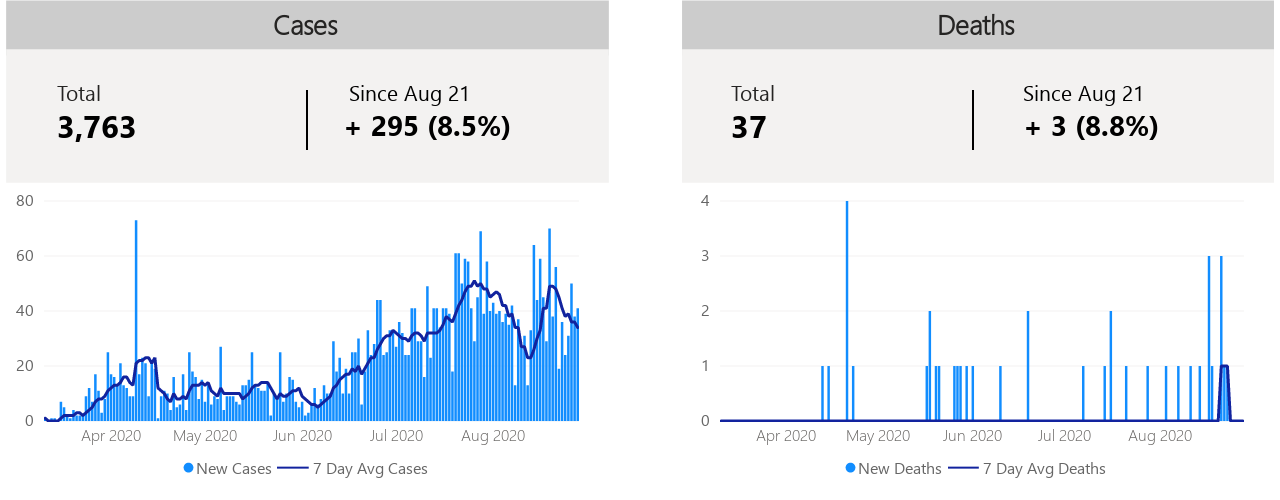 Cases
Total
3,763
Since Aug 21
+ 295 (8.5%)
80
60
40
20
0
Apr 2020 May 2020 Jun 2020 Jul 2020 Aug 2020
New Cases 7 Day Avg Cases
Deaths
Total
37
Since Aug 21
+ 3 (8.8%)
4
3
2
1
0
Apr 2020 May 2020 Jun 2020 Jul 2020 Aug 2020
New Deaths 7 Day Avg Deaths